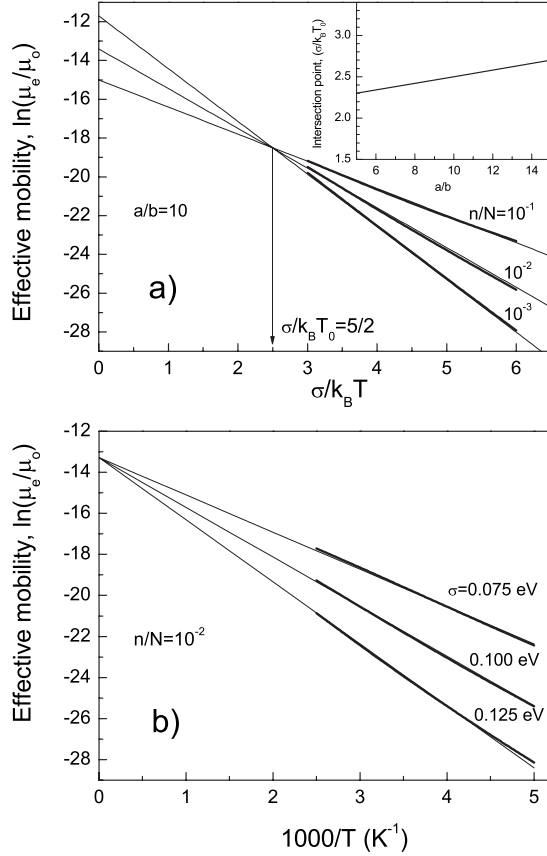 -12
-14
-16
-18
-20
-22
-24
-26
-28
Effective mobility, ln(μe/μo)
a/b=10
a)
Intersection point, (σ/kBT0)
3.0
2.5
2.0
1.5
6 8 10 12 14
a/b
n/N=10-1
10-2
10-3
σ/kBT0=5/2
0 1 2 3 4 5 6
σ/kBT
-12
-14
-16
-18
-20
-22
-24
-26
-28
Effective mobility, ln(μe/μo)
n/N=10-2
b)
σ=0.075 eV
0.100 eV
0.125 eV
0 1 2 3 4 5
1000/T (K-1)